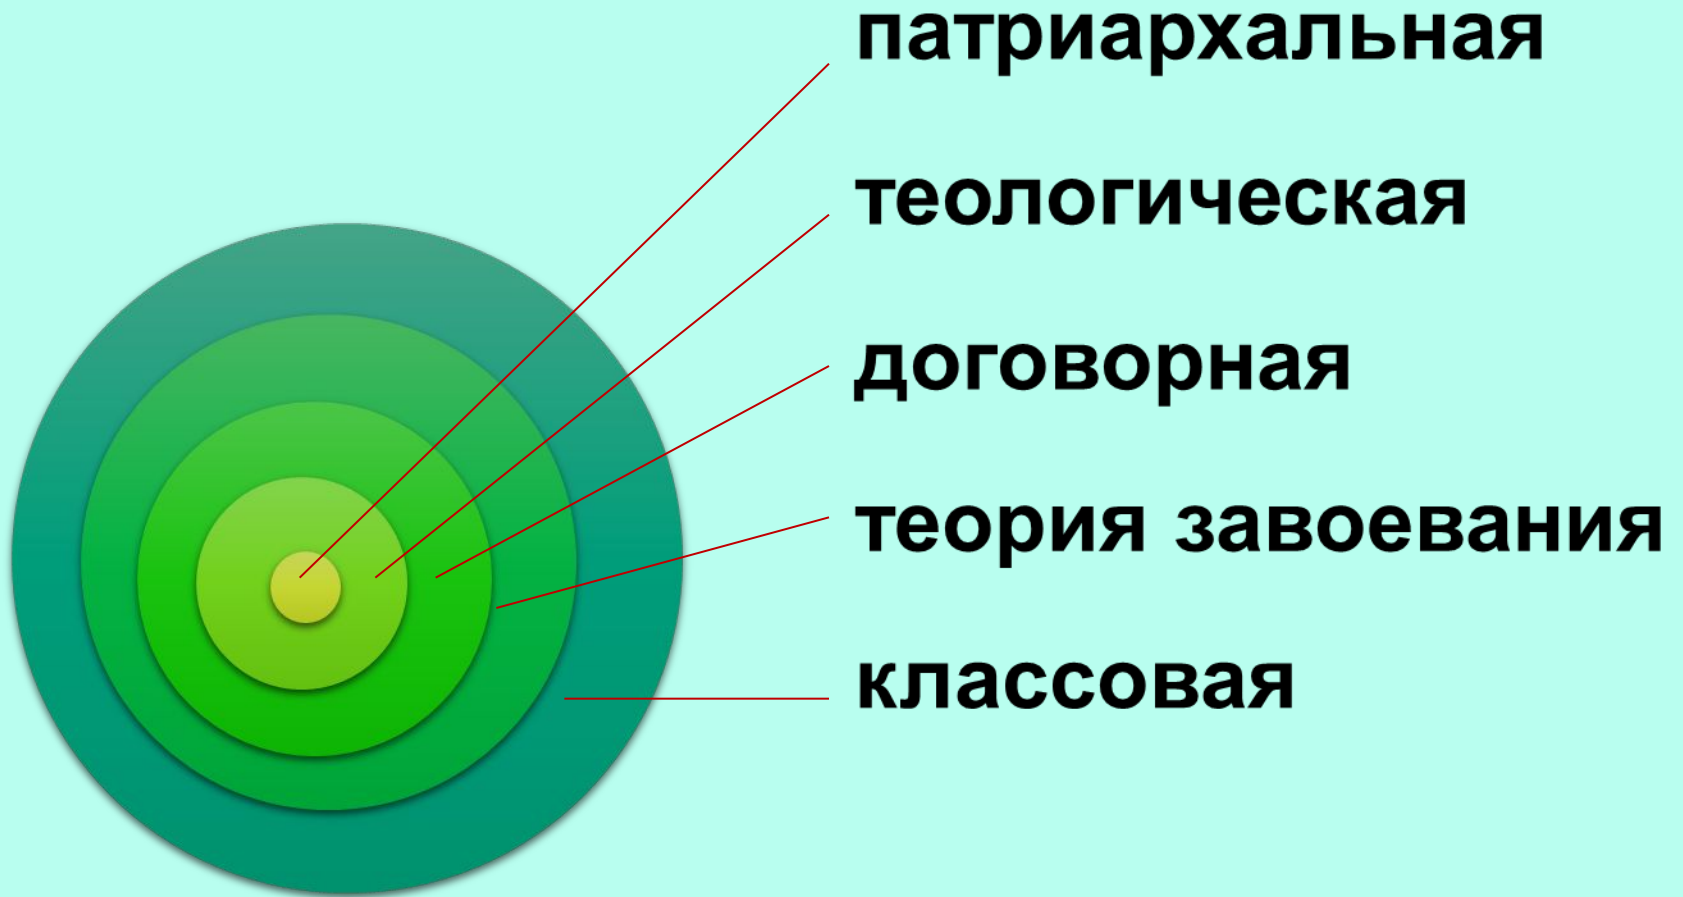 патриархальная
теологическая
договорная
теория завоевания
классовая